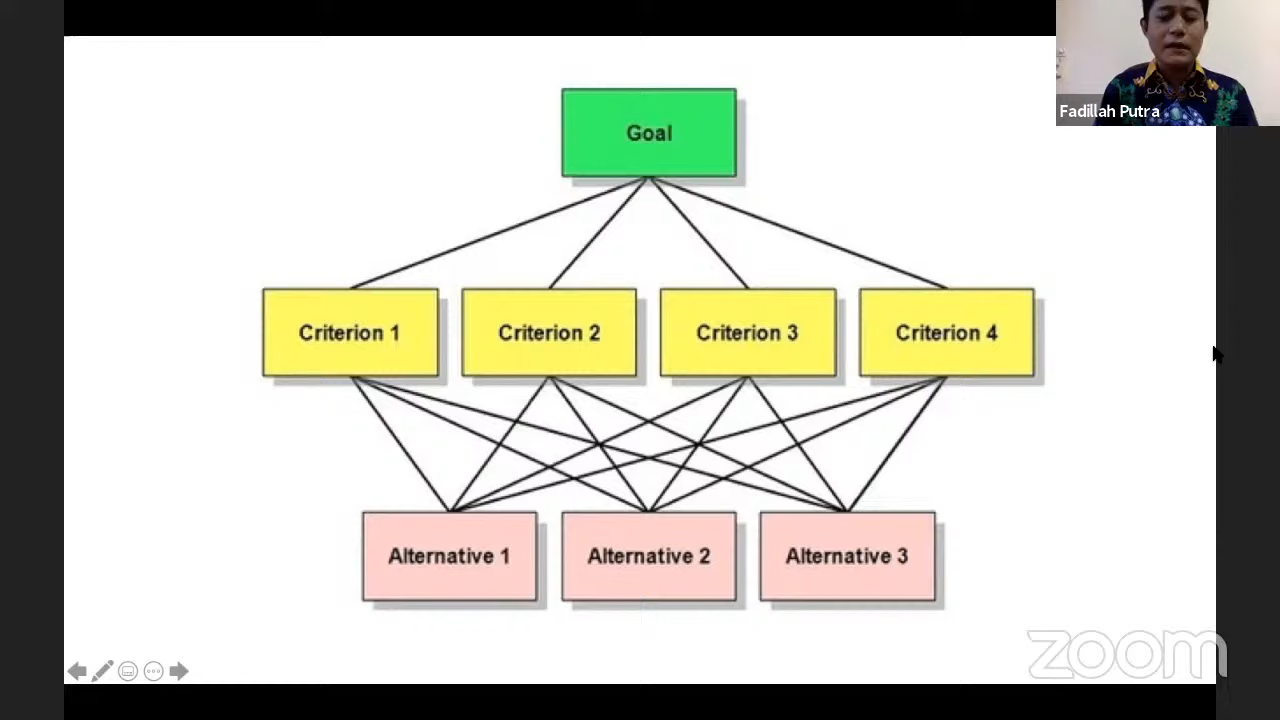 Fadillah Putra
Goal
Criterion 1
Criterion 2
Criterion 3
Criterion 4
Alternative 1
Alternative 2
Alternative 3
zoom